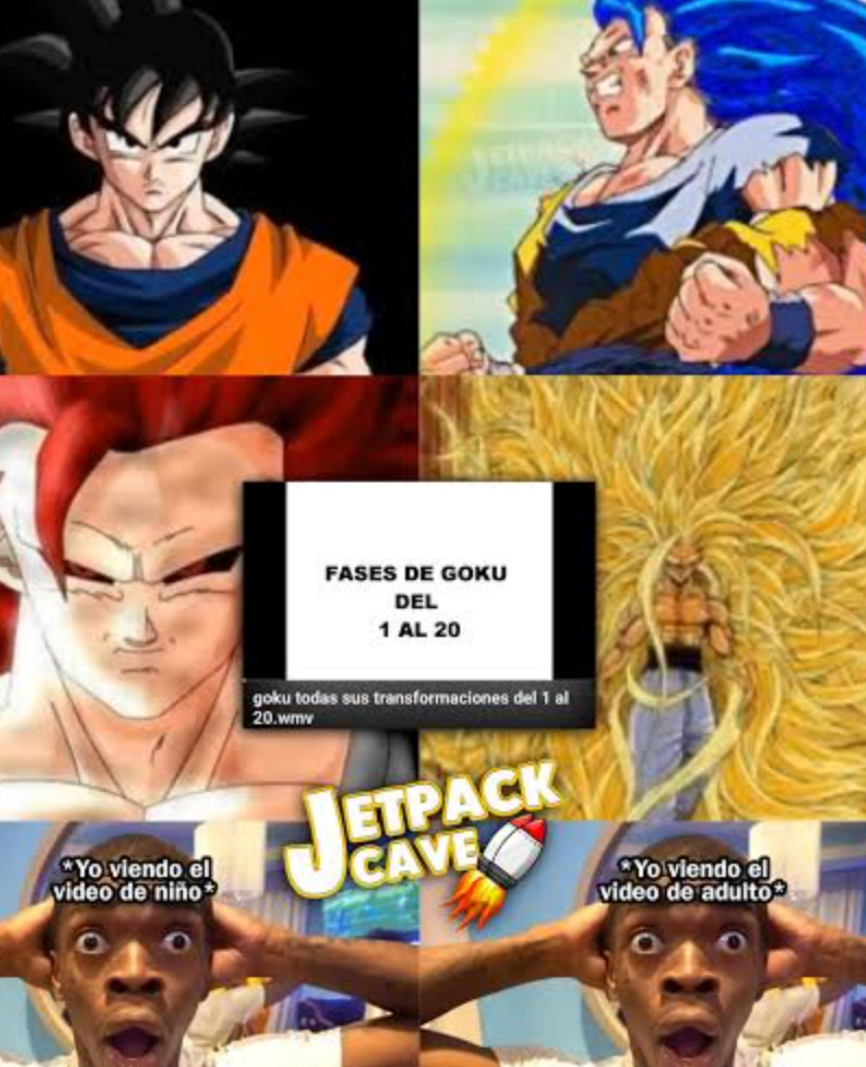 FASES DE GOKU
DEL
1 AL 20
goku todas sus transformaciones del 1 al
20.wmv
JETPACK
CAVE
*Yo viendo el
video de niño*
*Yo viendo el
video de adulto*